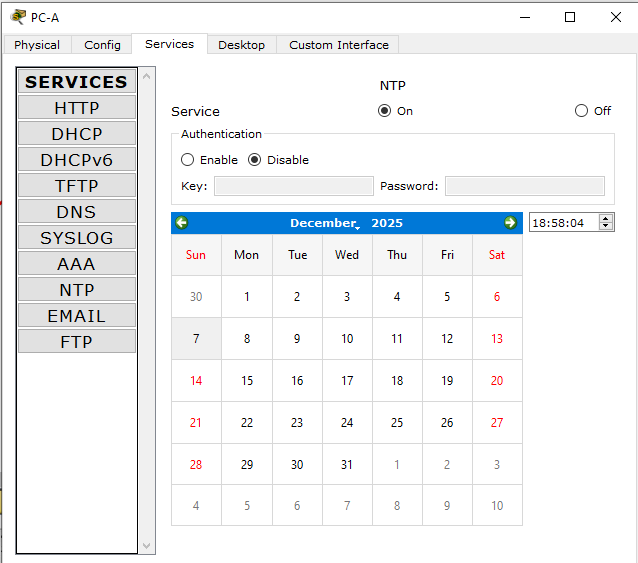 PC-A
Physical Config Services Desktop Custom Interface
SERVICES
HTTP
DHCP
DHCPv6
TFTP
DNS
SYSLOG
AAA
NTP
EMAIL
FTP
NTP
Service On Off
Authentication
Enable Disable
Key: Password:
December 2025 18:58:04
Sun Mon Tue Wed Thu Fri Sat
30 1 2 3 4 5 6
7 8 9 10 11 12 13
14 15 16 17 18 19 20
21 22 23 24 25 26 27
28 29 30 31 1 2 3
4 5 6 7 8 9 10